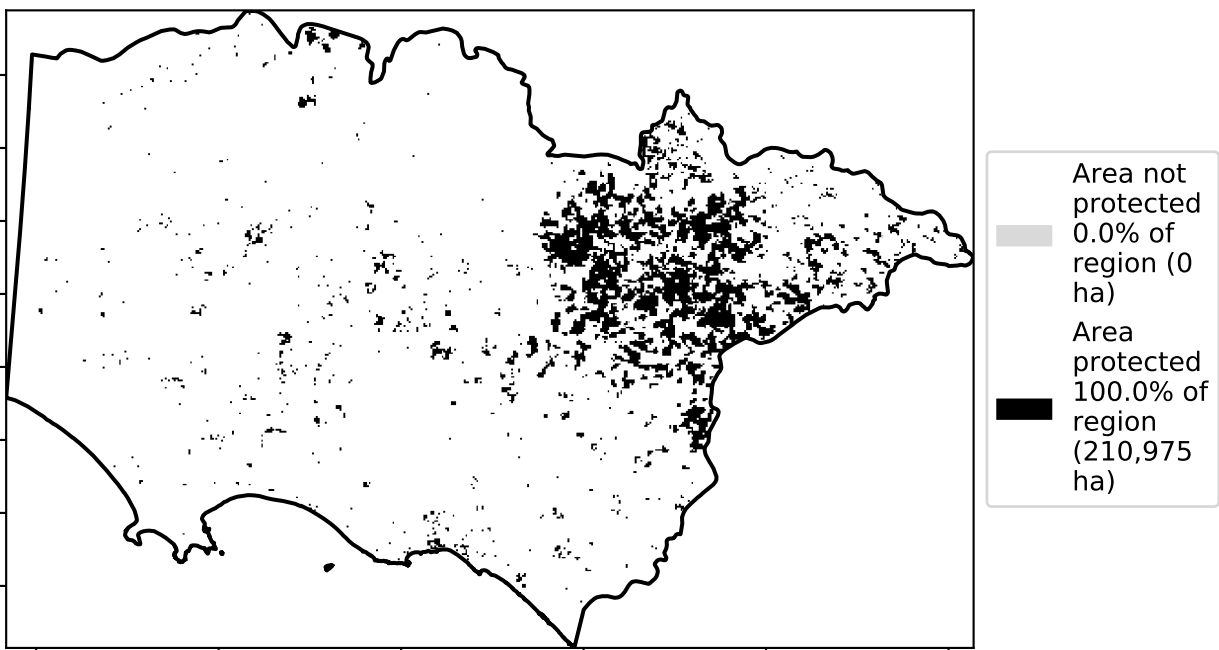 Area not
protected
0.0% of
region (0
ha)
Area
protected
100.0% of
region
(210,975
ha)